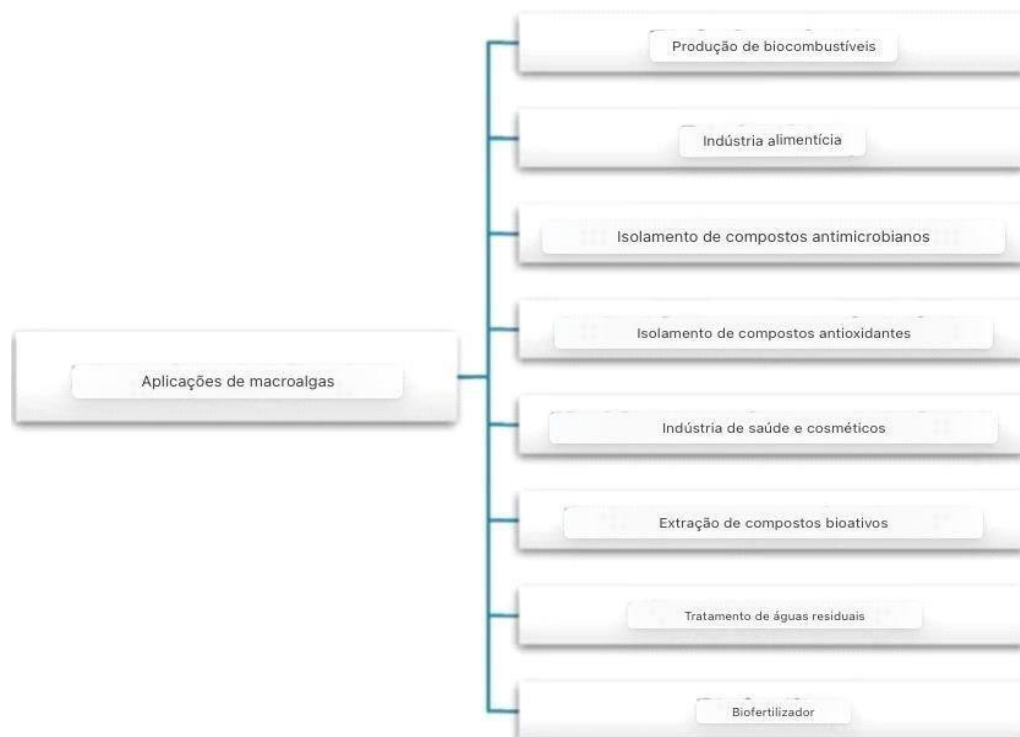 Produção de biocombustíveis
Indústria alimentícia
Isolamento de compostos antimicrobianos
Isolamento de compostos antioxidantes
Aplicações de macroalgas
Indústria de saúde e cosméticos
Extração de compostos bioativos
Tratamento de águas residuais
Biofertilizador